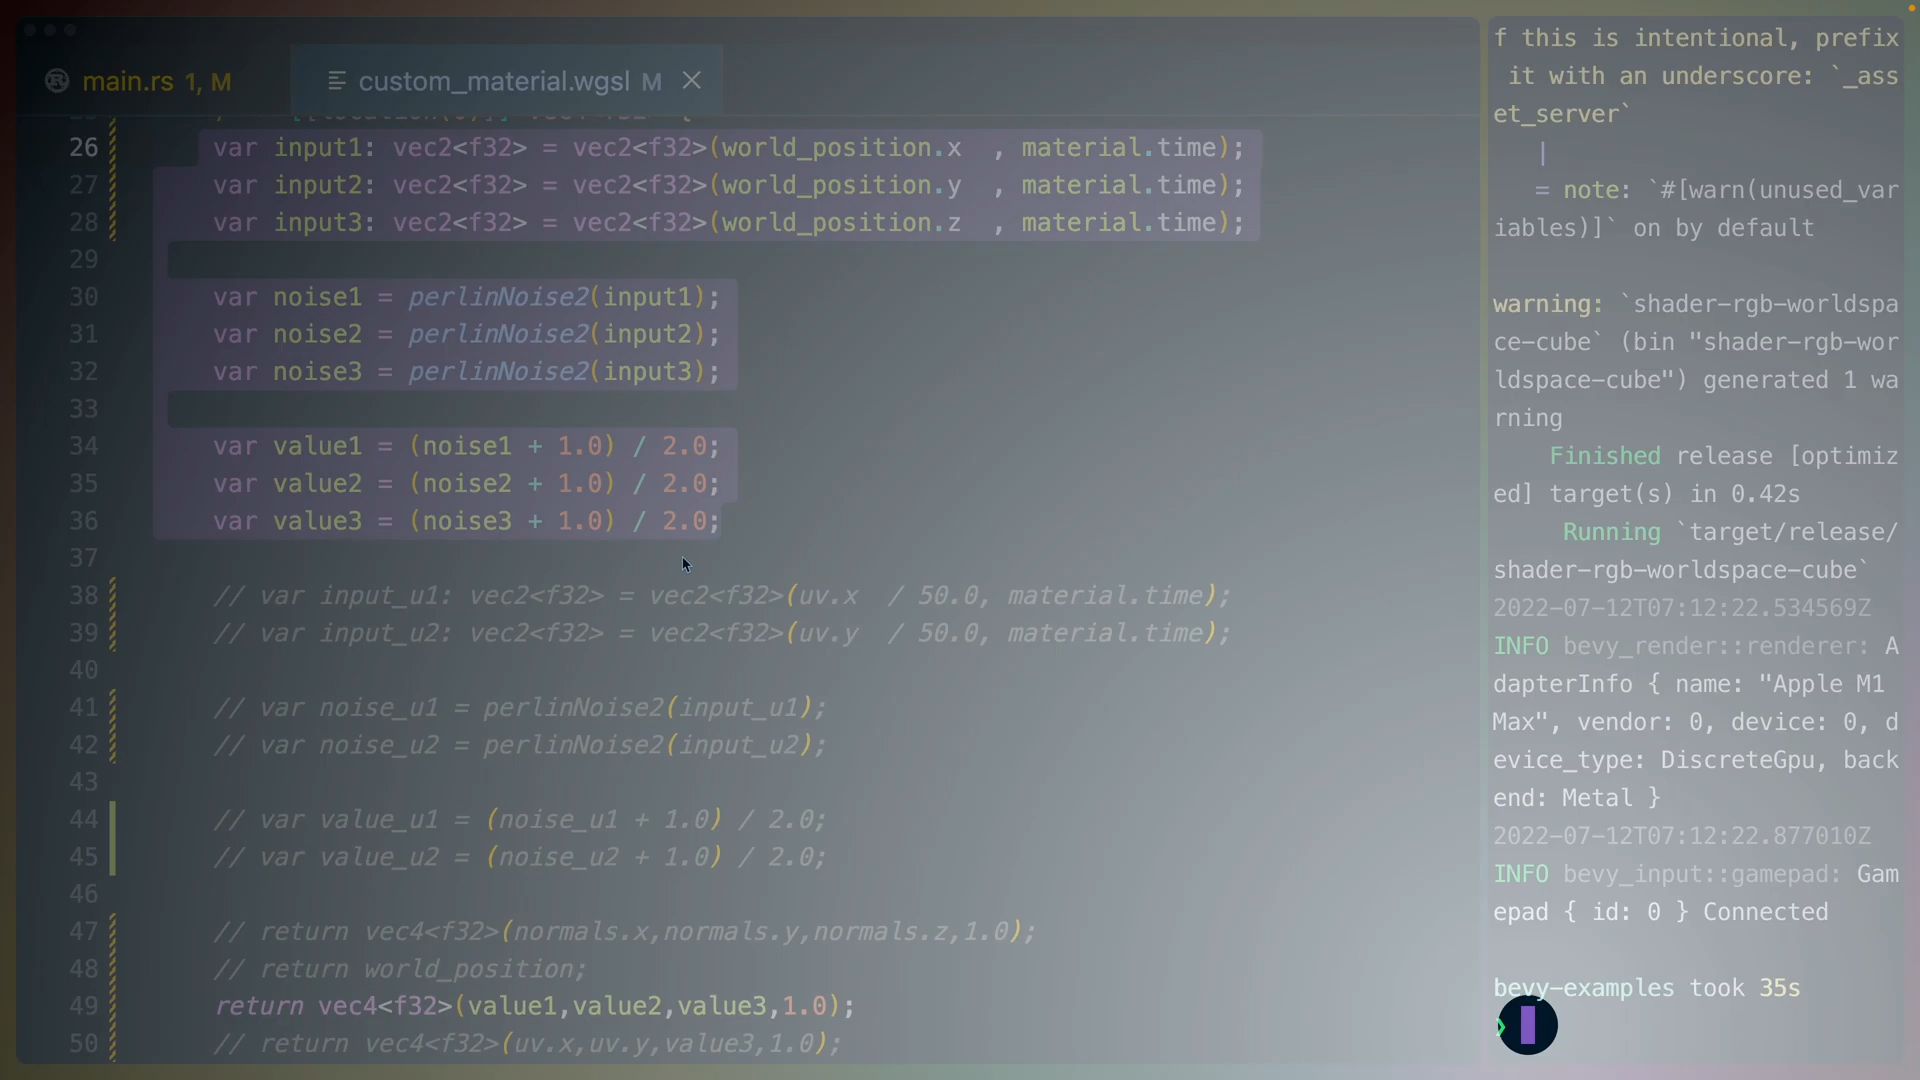 main.rs 1, M
custom_material.wgsl M
26 var input1: vec2<f32> = vec2<f32>(world_position.x  , material.time);
27 var input2: vec2<f32> = vec2<f32>(world_position.y  , material.time);
28 var input3: vec2<f32> = vec2<f32>(world_position.z  , material.time);
29
30 var noise1 = perlinNoise2(input1);
31 var noise2 = perlinNoise2(input2);
32 var noise3 = perlinNoise2(input3);
33
34 var value1 = (noise1 + 1.0) / 2.0;
35 var value2 = (noise2 + 1.0) / 2.0;
36 var value3 = (noise3 + 1.0) / 2.0;
37
38 // var input_u1: vec2<f32> = vec2<f32>(uv.x  / 50.0, material.time);
39 // var input_u2: vec2<f32> = vec2<f32>(uv.y  / 50.0, material.time);
40
41 // var noise_u1 = perlinNoise2(input_u1);
42 // var noise_u2 = perlinNoise2(input_u2);
43
44 // var value_u1 = (noise_u1 + 1.0) / 2.0;
45 // var value_u2 = (noise_u2 + 1.0) / 2.0;
46
47 // return vec4<f32>(normals.x,normals.y,normals.z,1.0);
48 // return world_position;
49 return vec4<f32>(value1,value2,value3,1.0);
50 // return vec4<f32>(uv.x,uv.y,value3,1.0);
f this is intentional, prefix
it with an underscore: `_ass
et_server`
|
= note: `#[warn(unused_var
iables)]` on by default
warning: `shader-rgb-worldspa
ce-cube` (bin "shader-rgb-wor
ldspace-cube") generated 1 wa
rning
Finished release [optimiz
ed] target(s) in 0.42s
Running `target/release/
shader-rgb-worldspace-cube`
2022-07-12T07:12:22.534569Z
INFO bevy_render::renderer: A
dapterInfo { name: "Apple M1
Max", vendor: 0, device: 0, d
evice_type: DiscreteGpu, back
end: Metal }
2022-07-12T07:12:22.877010Z
INFO bevy_input::gamepad: Gam
epad { id: 0 } Connected
bevy-examples took 35s
❯